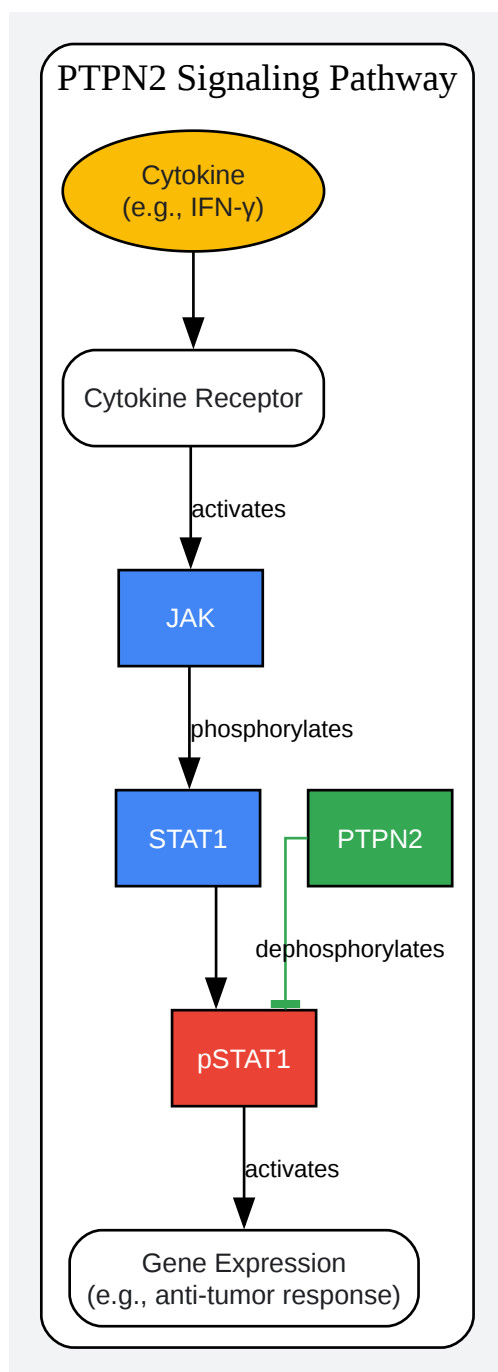 PTPN2 Signaling Pathway
Cytokine
(e.g., IFN-γ)
Cytokine Receptor
activates
JAK
phosphorylates
STAT1
PTPN2
dephosphorylates
pSTAT1
activates
Gene Expression
(e.g., anti-tumor response)